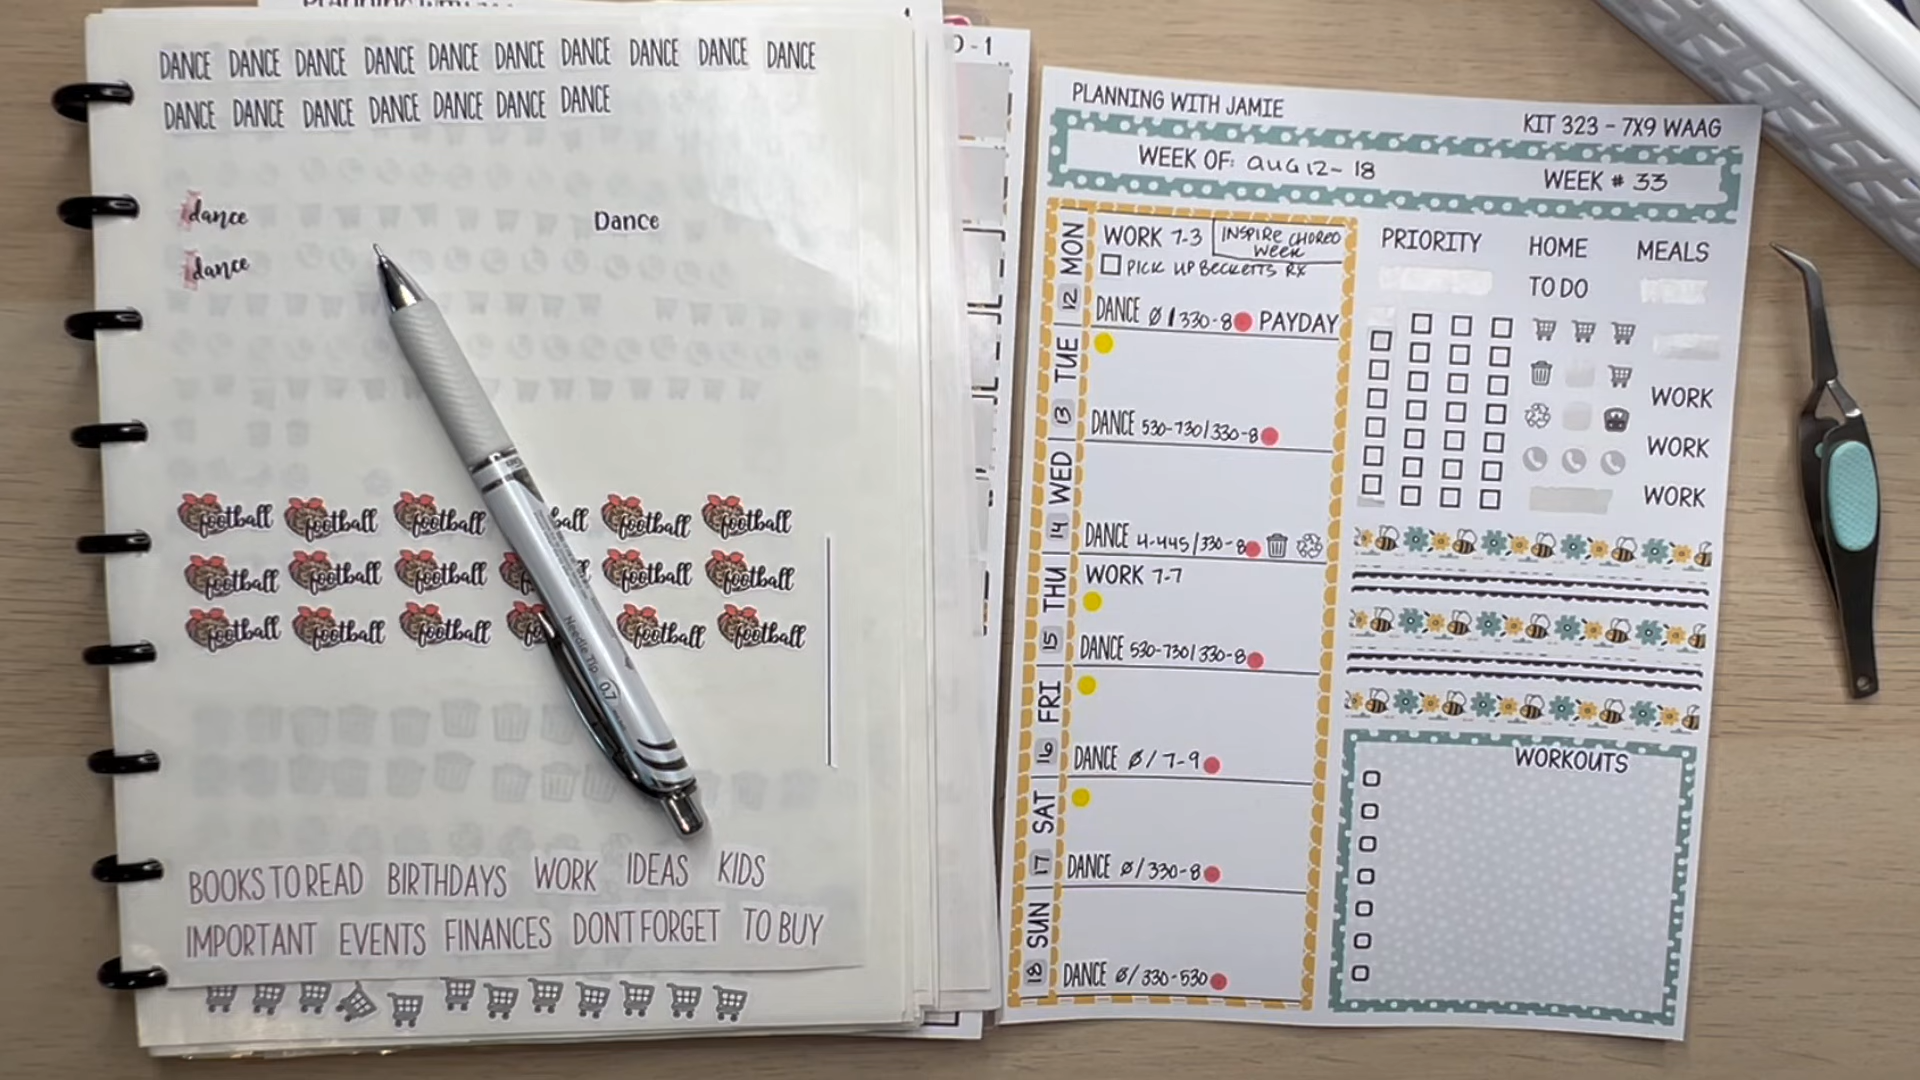 DANCE DANCE DANCE DANCE DANCE DANCE DANCE DANCE DANCE DANCE
DANCE DANCE DANCE DANCE DANCE DANCE DANCE
dance
Dance
dance
football football football football football
football football football football football
football football football football football
Needle Tip 0.7
BOOKS TO READ BIRTHDAYS WORK IDEAS KIDS
IMPORTANT EVENTS FINANCES DONT FORGET TO BUY
PLANNING WITH JAMIE
KIT 323 - 7X9 WAAG
WEEK OF: AUG 12-18
WEEK # 33
MON 12
WORK 7-3
INSPIRE CHOREO
WEEK
PICK UP BECKETTS RX
DANCE Ø/330-8 PAYDAY
TUE 13
DANCE 530-730/330-8
WED 14
DANCE 4-445/330-8
THU 15
WORK 7-7
DANCE 530-730/330-8
FRI 16
DANCE Ø/7-9
SAT 17
DANCE Ø/330-8
SUN 18
DANCE Ø/330-530
PRIORITY
HOME
MEALS
TO DO
WORK
WORK
WORK
WORKOUTS